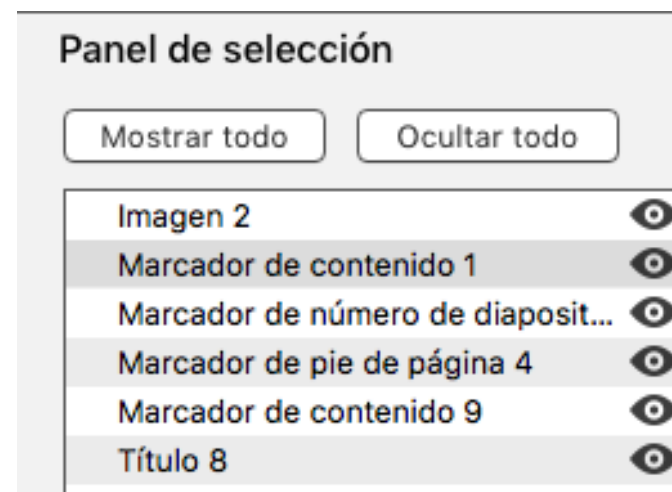 Panel de selección
Mostrar todo Ocultar todo
Imagen 2
Marcador de contenido 1
Marcador de número de diaposit...
Marcador de pie de página 4
Marcador de contenido 9
Título 8